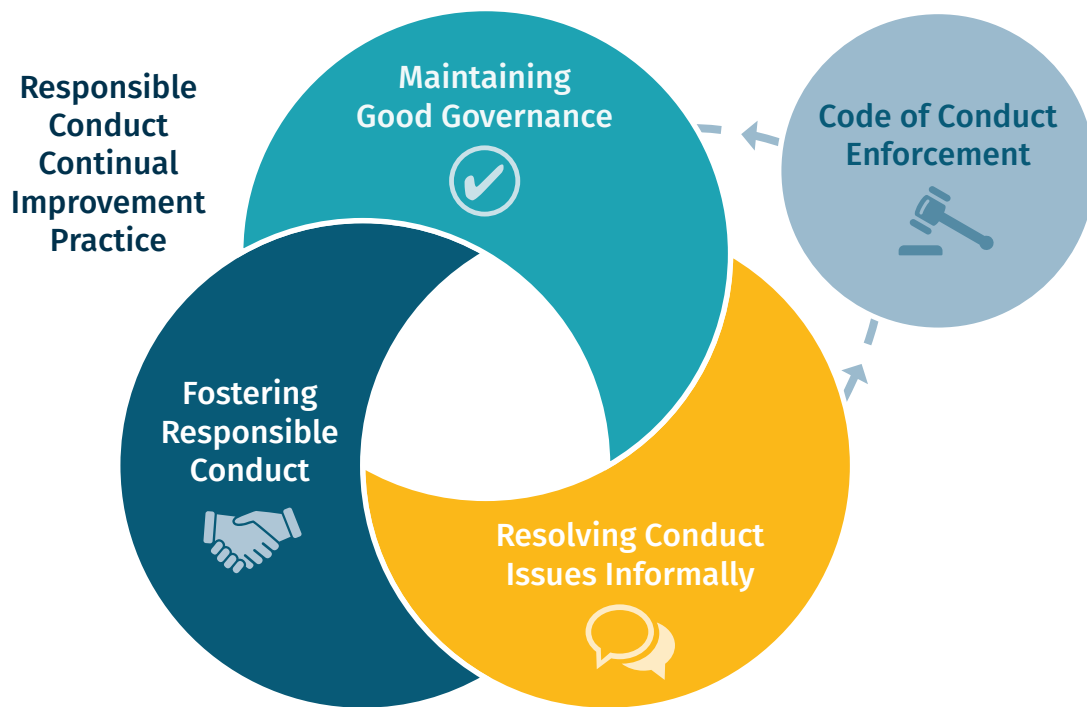 Responsible
Conduct
Continual
Improvement
Practice
Maintaining
Good Governance
Code of Conduct
Enforcement
Fostering
Responsible
Conduct
Resolving Conduct
Issues Informally